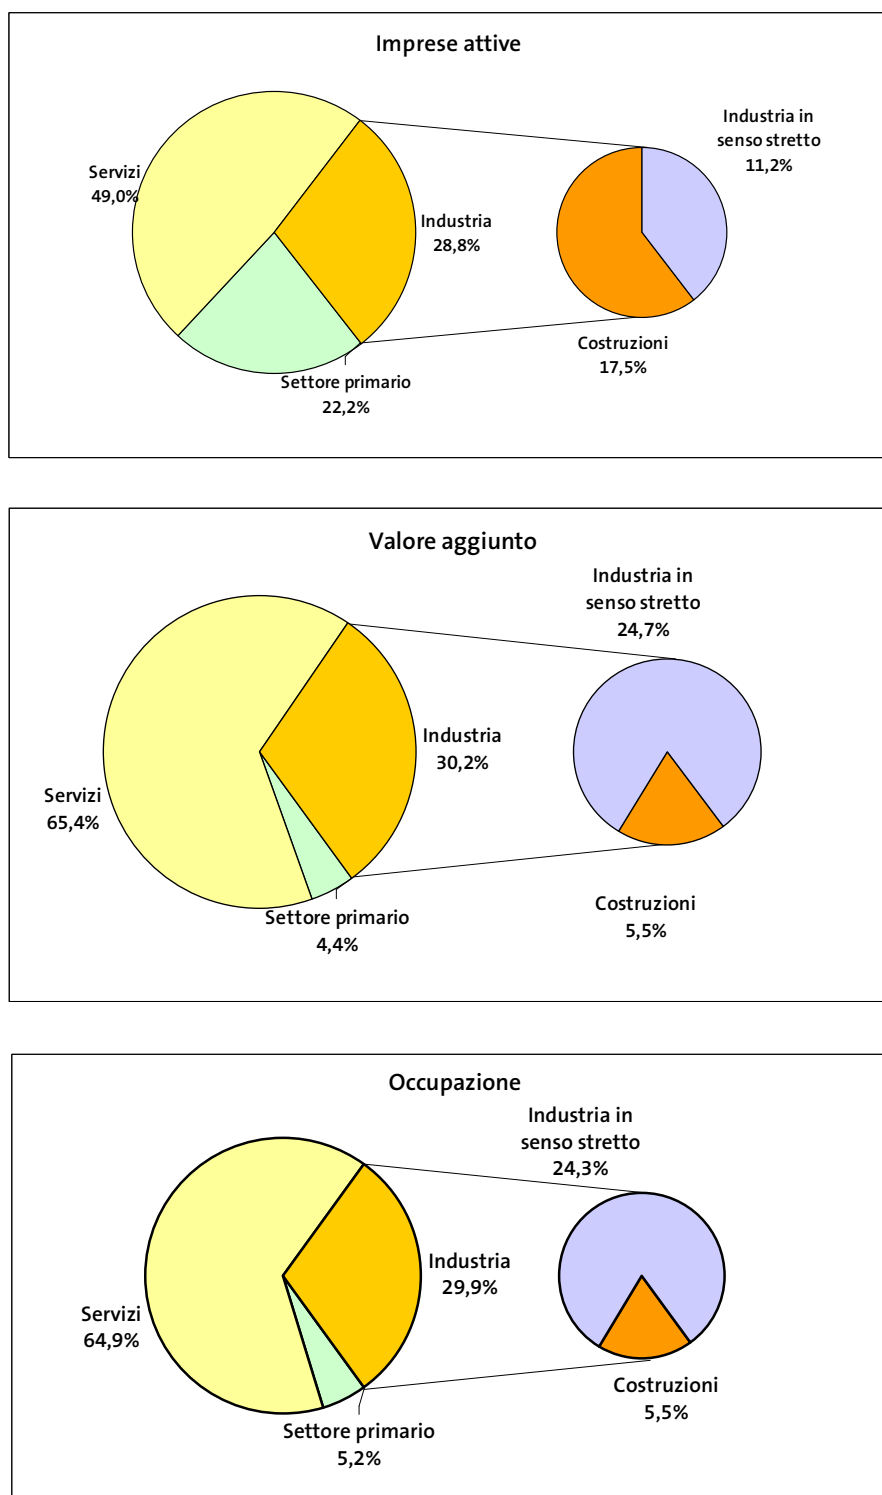 Imprese attive
Industria in
senso stretto
11,2%
Servizi
49,0%
Industria
28,8%
Costruzioni
17,5%
Settore primario
22,2%
Valore aggiunto
Industria in
senso stretto
24,7%
Industria
30,2%
Servizi
65,4%
Costruzioni
5,5%
Settore primario
4,4%
Occupazione
Industria in
senso stretto
24,3%
Industria
29,9%
Servizi
64,9%
Costruzioni
5,5%
Settore primario
5,2%